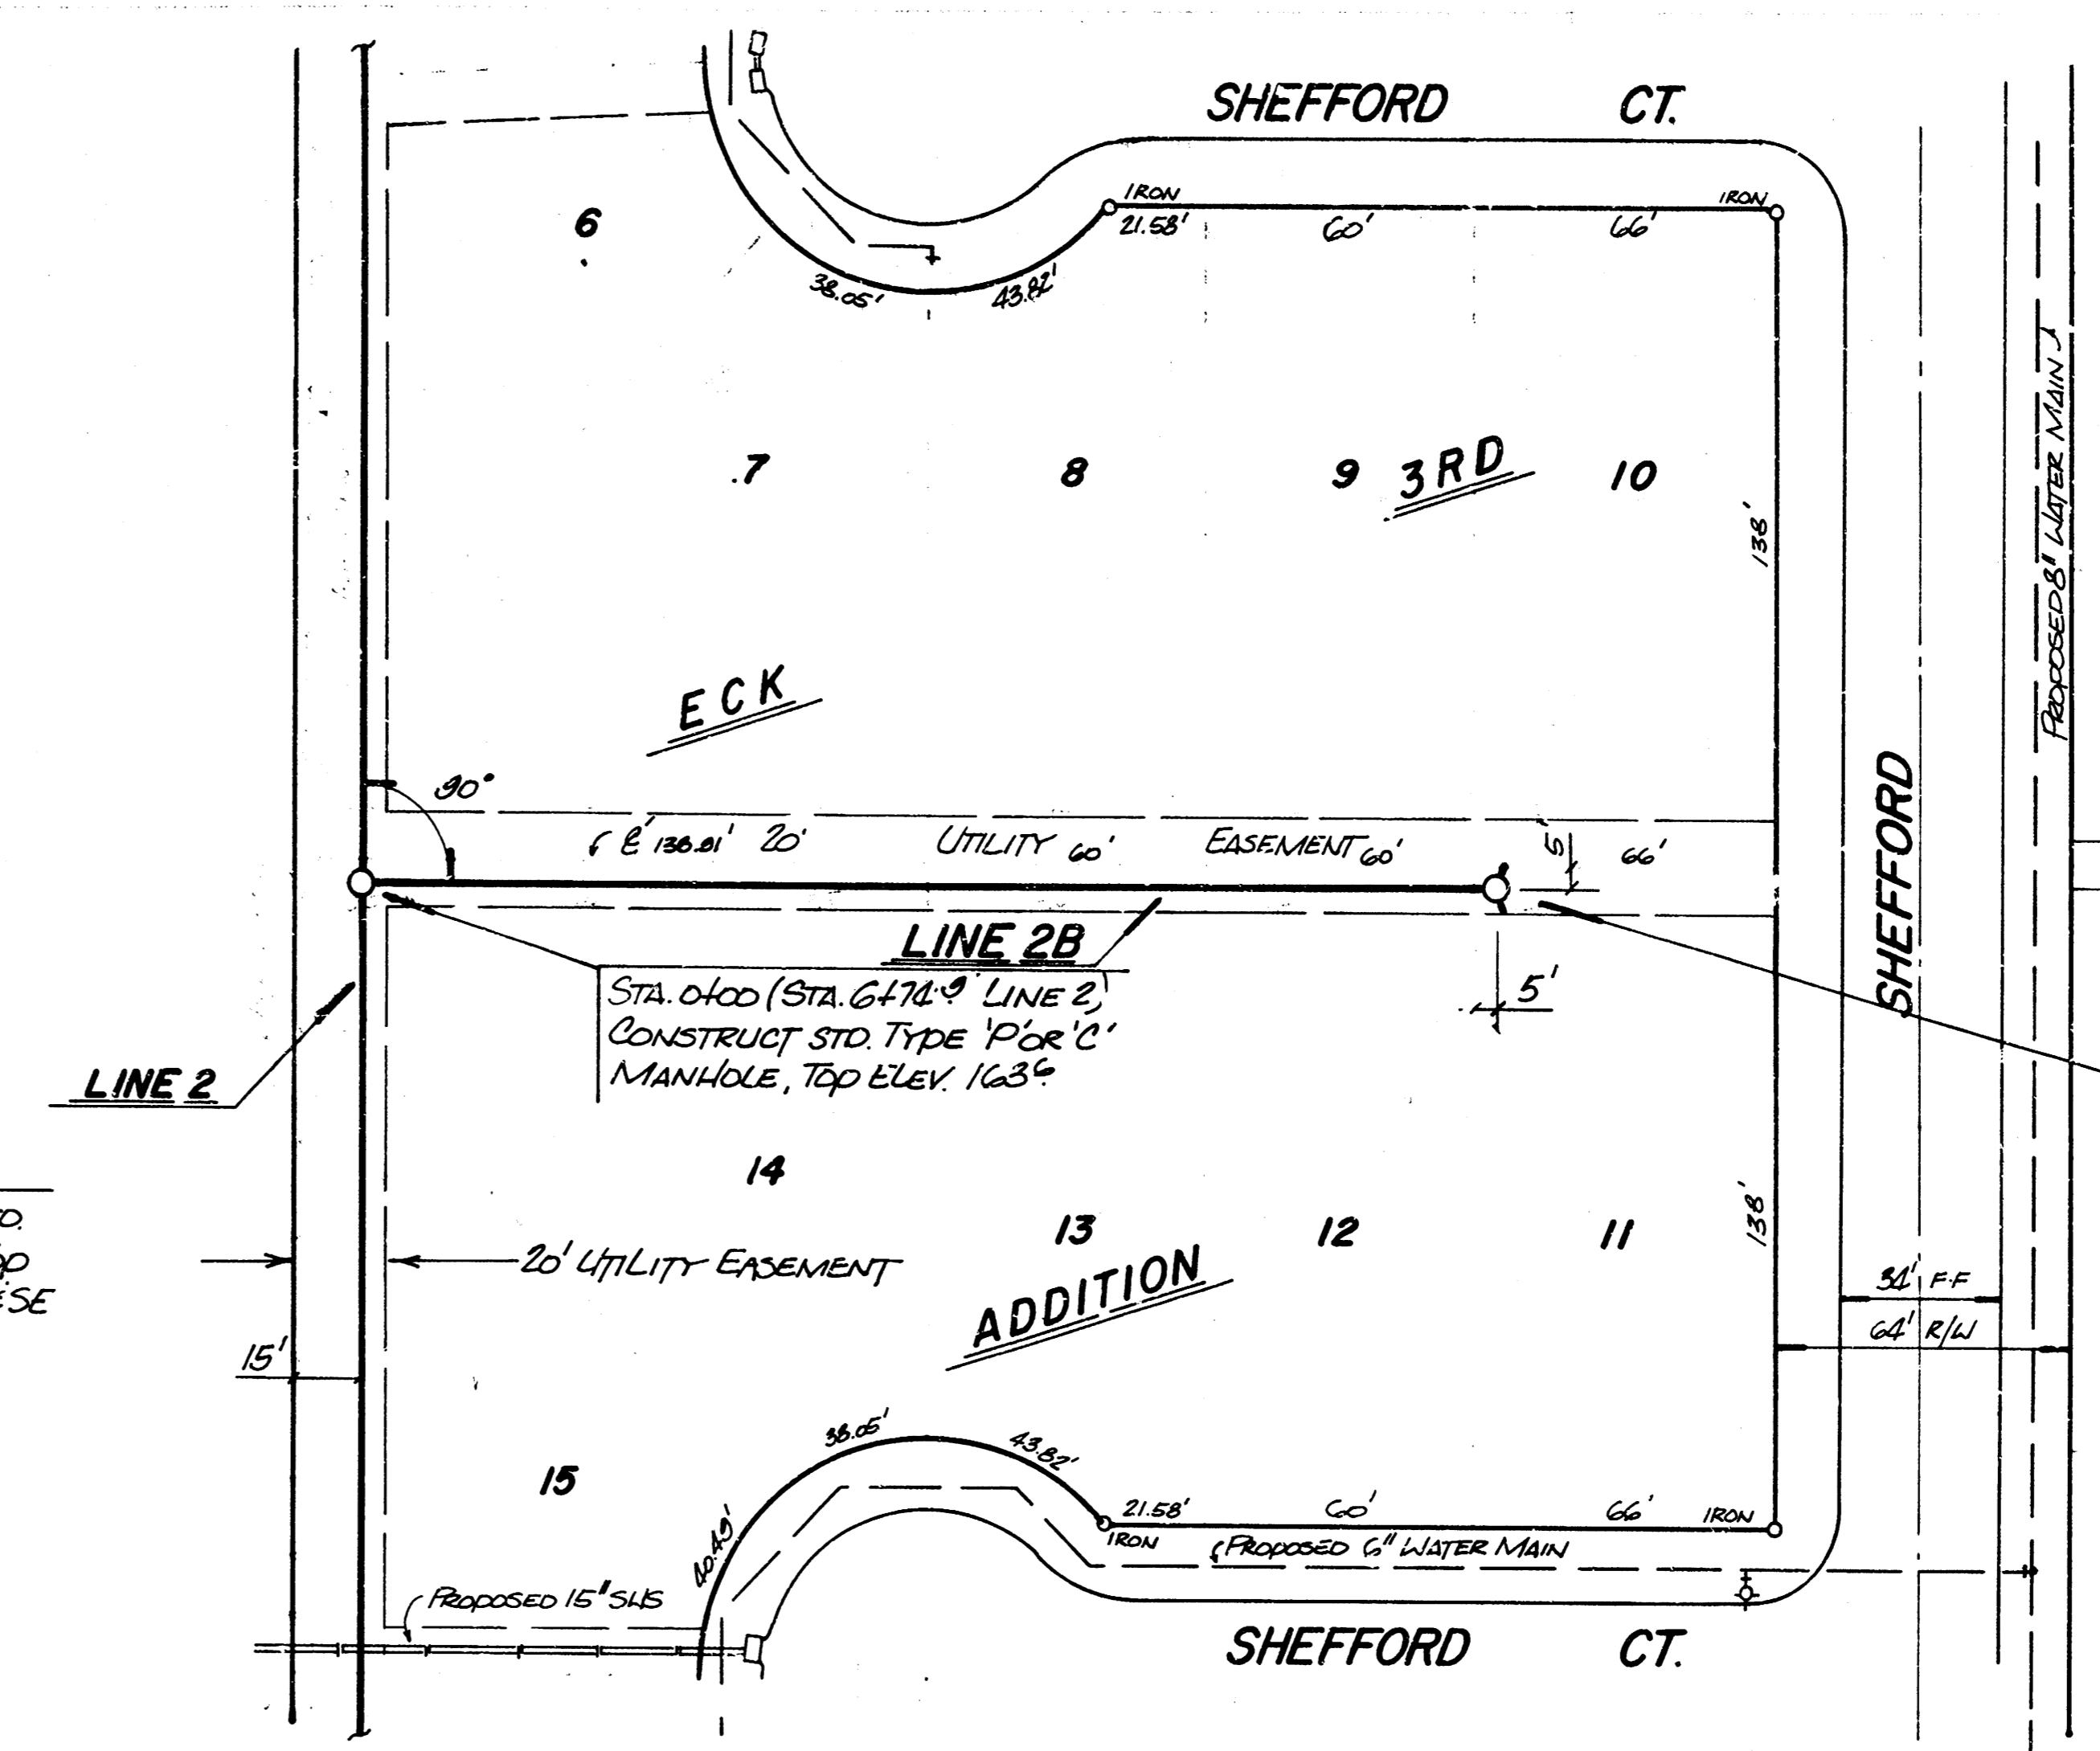 SHEFFORD CT.
IRON IRON
21.58' 60' 66'
6
38.05' 43.82'
PROPOSED 8" WATER MAIN
7 8 9 3RD 10
138'
ECK
90°
138.01' 20' UTILITY 60' EASEMENT 60' 5' 66'
SHEFFORD
LINE 2B
STA. 0+00 (STA. 6+74.9 LINE 2)
CONSTRUCT STD. TYPE 'P' OR 'C'
MANHOLE, TOP ELEV. 163⁶
5'
LINE 2
14
13 12 11
138'
20' UTILITY EASEMENT
ADDITION
34' F-F
64' R/W
15'
38.05' 43.82'
15
40.49'
21.58' 60' 66' IRON
IRON
PROPOSED 6" WATER MAIN
PROPOSED 15" SWS
SHEFFORD CT.